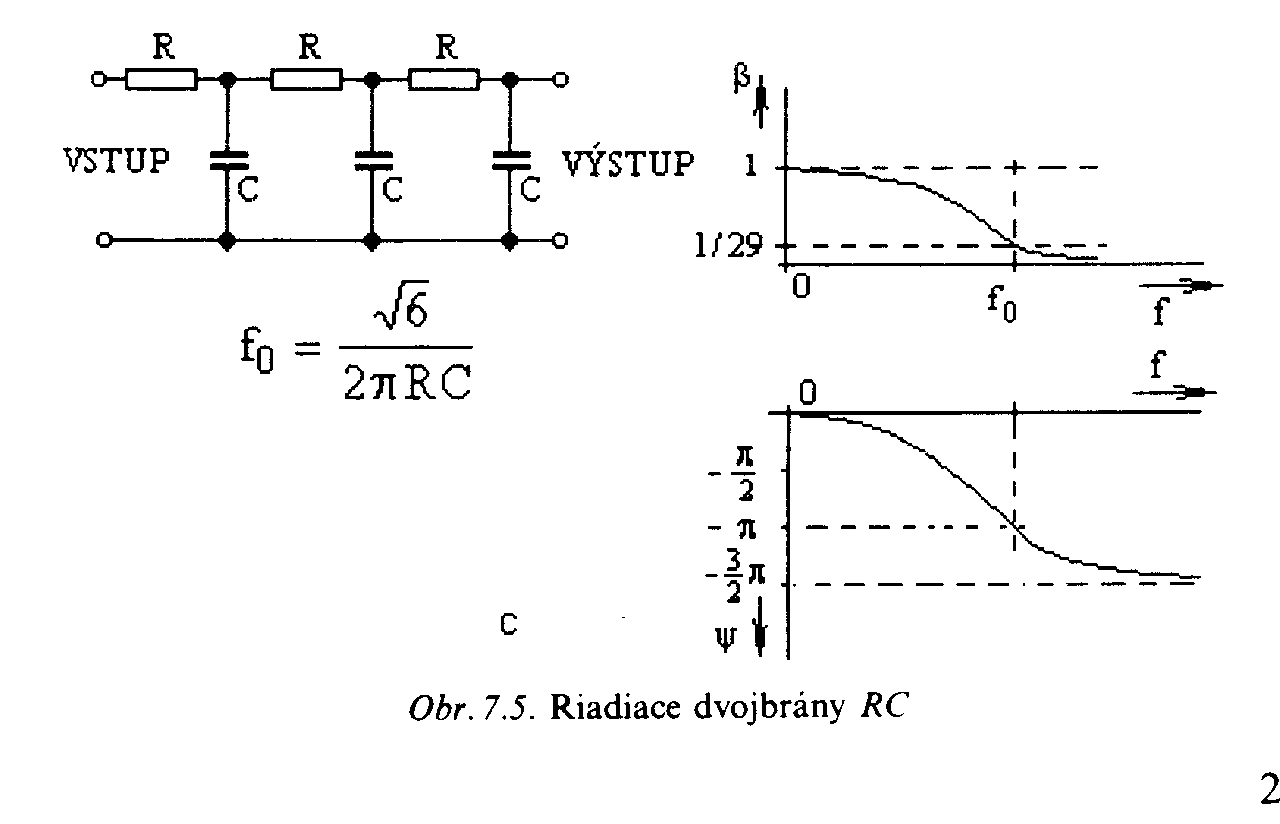 R R R
VSTUP C C C VÝSTUP
f₀ = √6 / 2πRC
β
1
1/29
0 f₀ f
0 f
-π/2
-π
-3/2π
ψ
C
Obr. 7.5. Riadiace dvojbrány RC
2